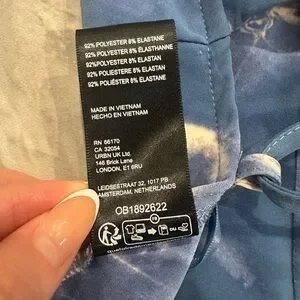 92% POLYESTER 8% ELASTANE
92% POLYESTER 8% ELASTHANNE
92% POLYESTER 8% ELASTAN
92% POLIESTERE 8% ELASTAN
92% POLIÉSTER 8% ELASTÁN
MADE IN VIETNAM
HECHO EN VIETNAM
RN 66170
CA 32054
URBN UK Ltd.
146 Brick Lane
LONDON, E1 6RU
LEIDSESTRAAT 32, 1017 PB
AMSTERDAM, NETHERLANDS
OB1892622
FR